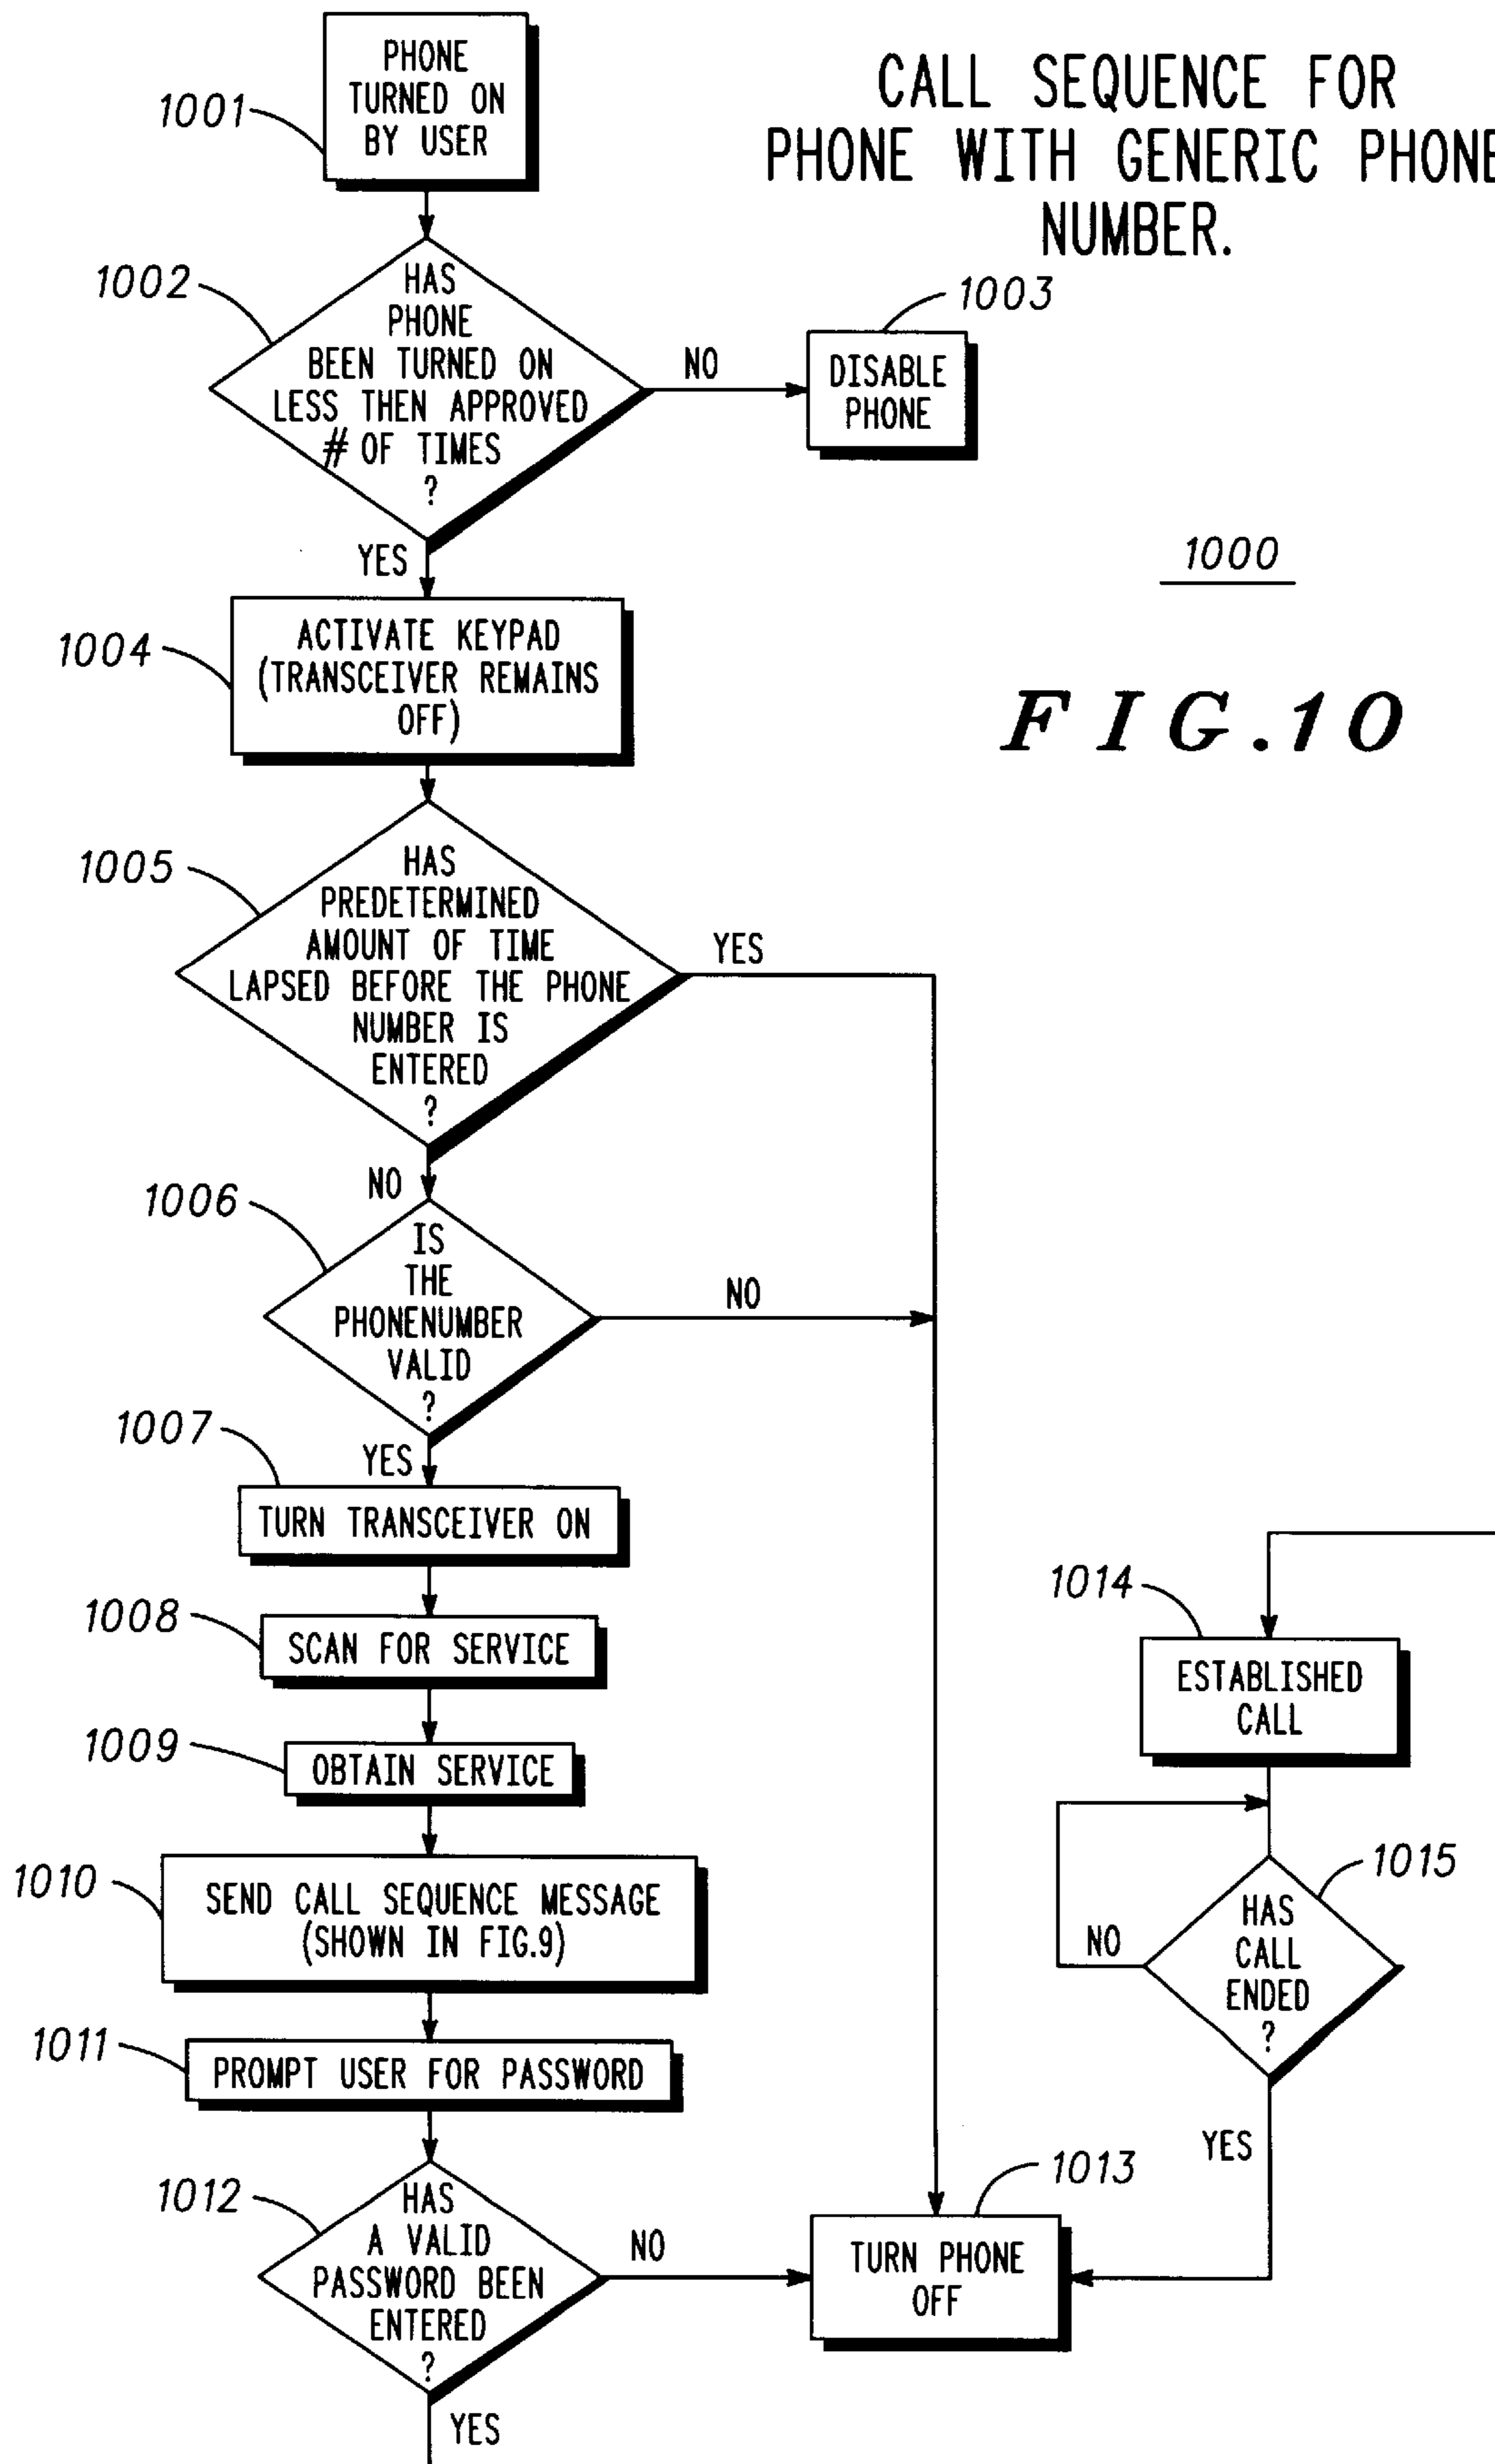 CALL SEQUENCE FOR
PHONE WITH GENERIC PHONE
NUMBER.
1000
FIG.10
1001
PHONE
TURNED ON
BY USER
1002
HAS
PHONE
BEEN TURNED ON
LESS THEN APPROVED
# OF TIMES
?
NO
1003
DISABLE
PHONE
YES
1004
ACTIVATE KEYPAD
(TRANSCEIVER REMAINS
OFF)
1005
HAS
PREDETERMINED
AMOUNT OF TIME
LAPSED BEFORE THE PHONE
NUMBER IS
ENTERED
?
YES
NO
1006
IS
THE
PHONENUMBER
VALID
?
NO
YES
1007
TURN TRANSCEIVER ON
1008
SCAN FOR SERVICE
1009
OBTAIN SERVICE
1010
SEND CALL SEQUENCE MESSAGE
(SHOWN IN FIG.9)
1011
PROMPT USER FOR PASSWORD
1012
HAS
A VALID
PASSWORD BEEN
ENTERED
?
NO
YES
1013
TURN PHONE
OFF
1014
ESTABLISHED
CALL
1015
HAS
CALL
ENDED
?
NO
YES